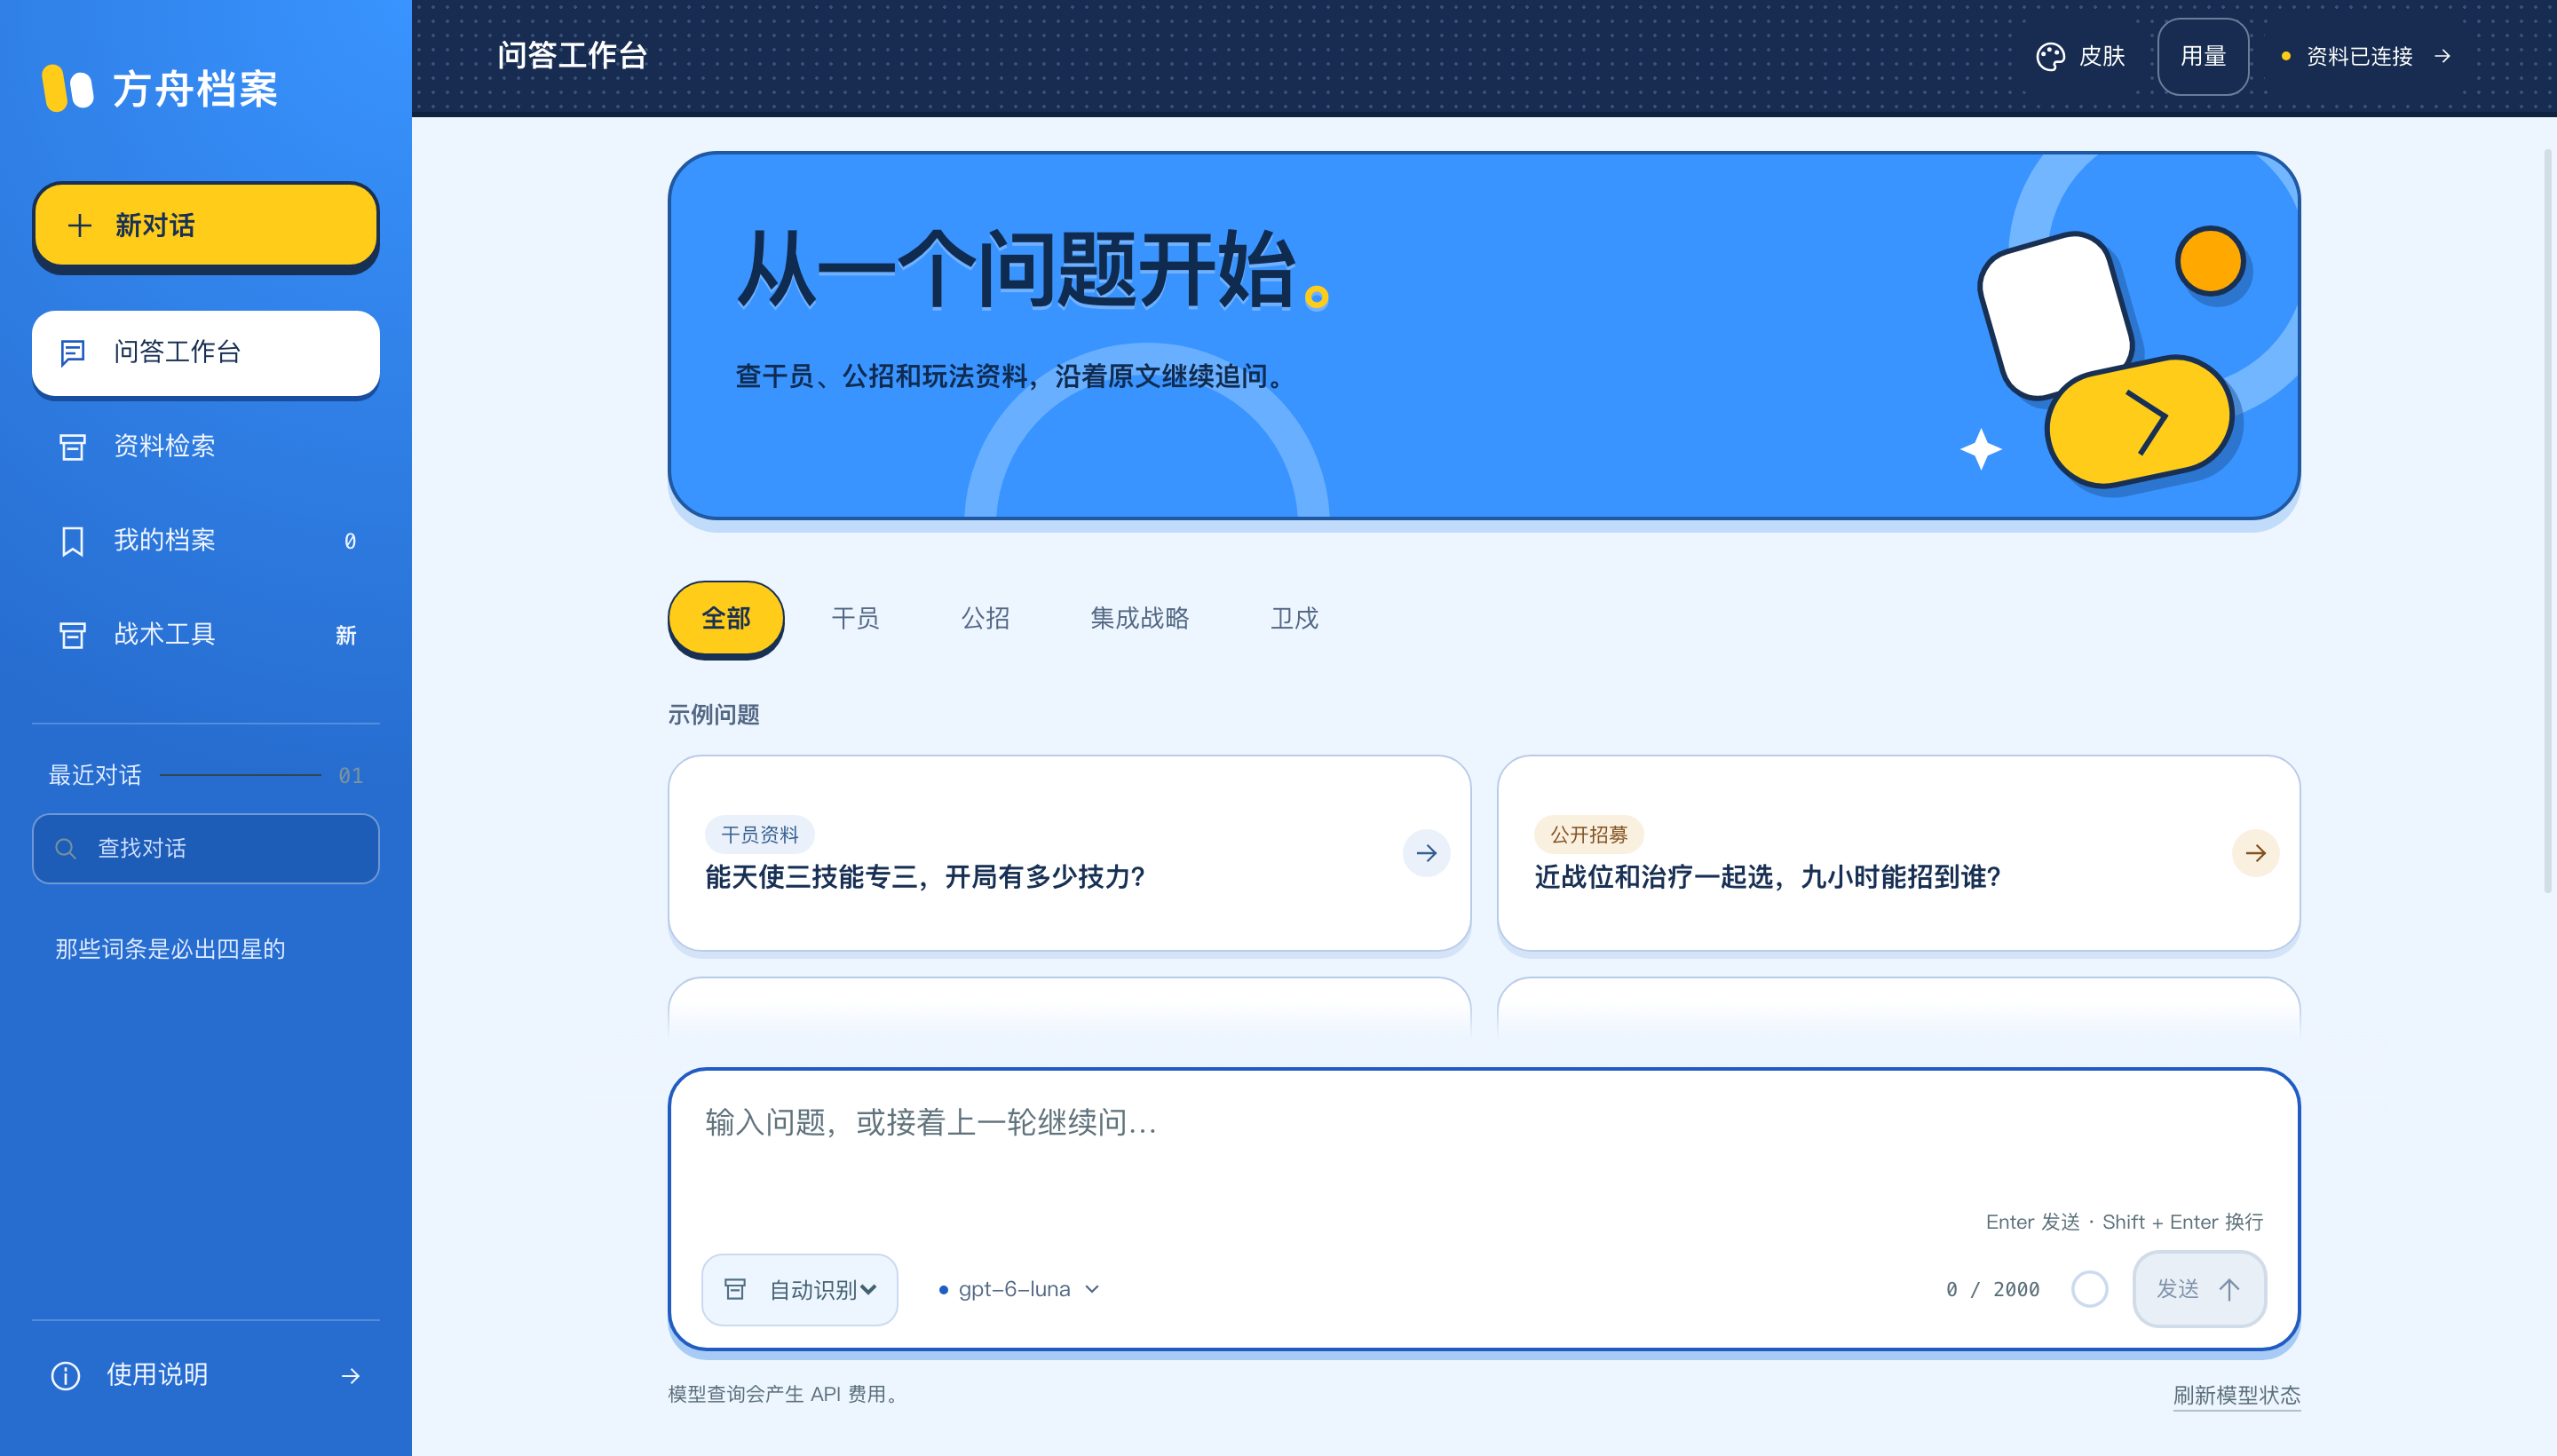 方舟档案
新对话
问答工作台
资料检索
我的档案 0
战术工具 新
最近对话 01
查找对话
那些词条是必出四星的
使用说明
问答工作台
皮肤
用量
资料已连接
从一个问题开始。
查干员、公招和玩法资料，沿着原文继续追问。
全部 干员 公招 集成战略 卫戍
示例问题
干员资料
能天使三技能专三，开局有多少技力？
公开招募
近战位和治疗一起选，九小时能招到谁？
输入问题，或接着上一轮继续问...
Enter 发送 · Shift + Enter 换行
自动识别
gpt-6-luna
0 / 2000
发送
模型查询会产生 API 费用。
刷新模型状态